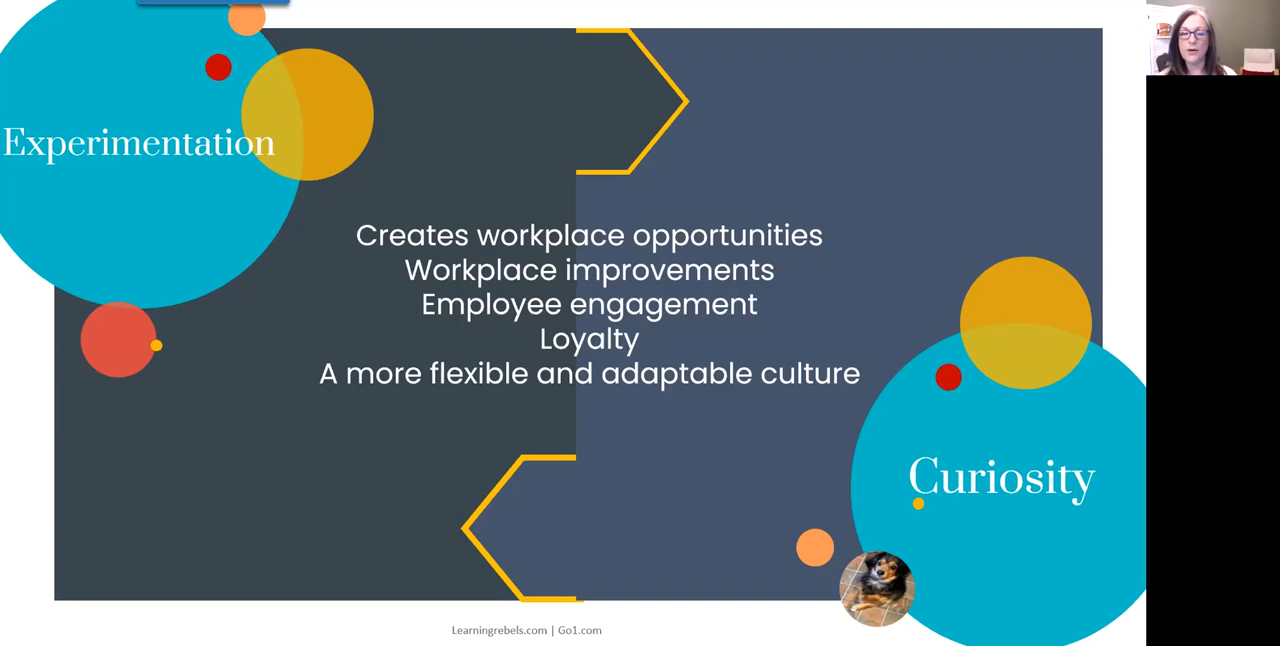 Experimentation
Creates workplace opportunities
Workplace improvements
Employee engagement
Loyalty
A more flexible and adaptable culture
Curiosity
Learningrebels.com | Go1.com